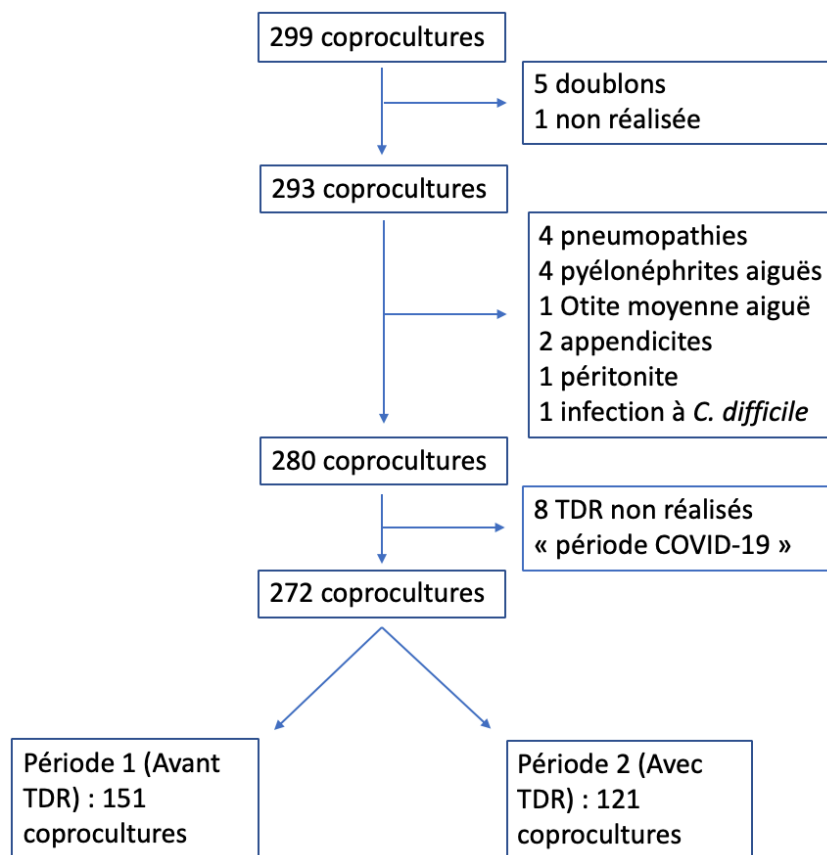 299 coprocultures
5 doublons
1 non réalisée
293 coprocultures
4 pneumopathies
4 pyélonéphrites aiguës
1 Otite moyenne aiguë
2 appendicites
1 péritonite
1 infection à C. difficile
280 coprocultures
8 TDR non réalisés
« période COVID-19 »
272 coprocultures
Période 1 (Avant
TDR) : 151
coprocultures
Période 2 (Avec
TDR) : 121
coprocultures